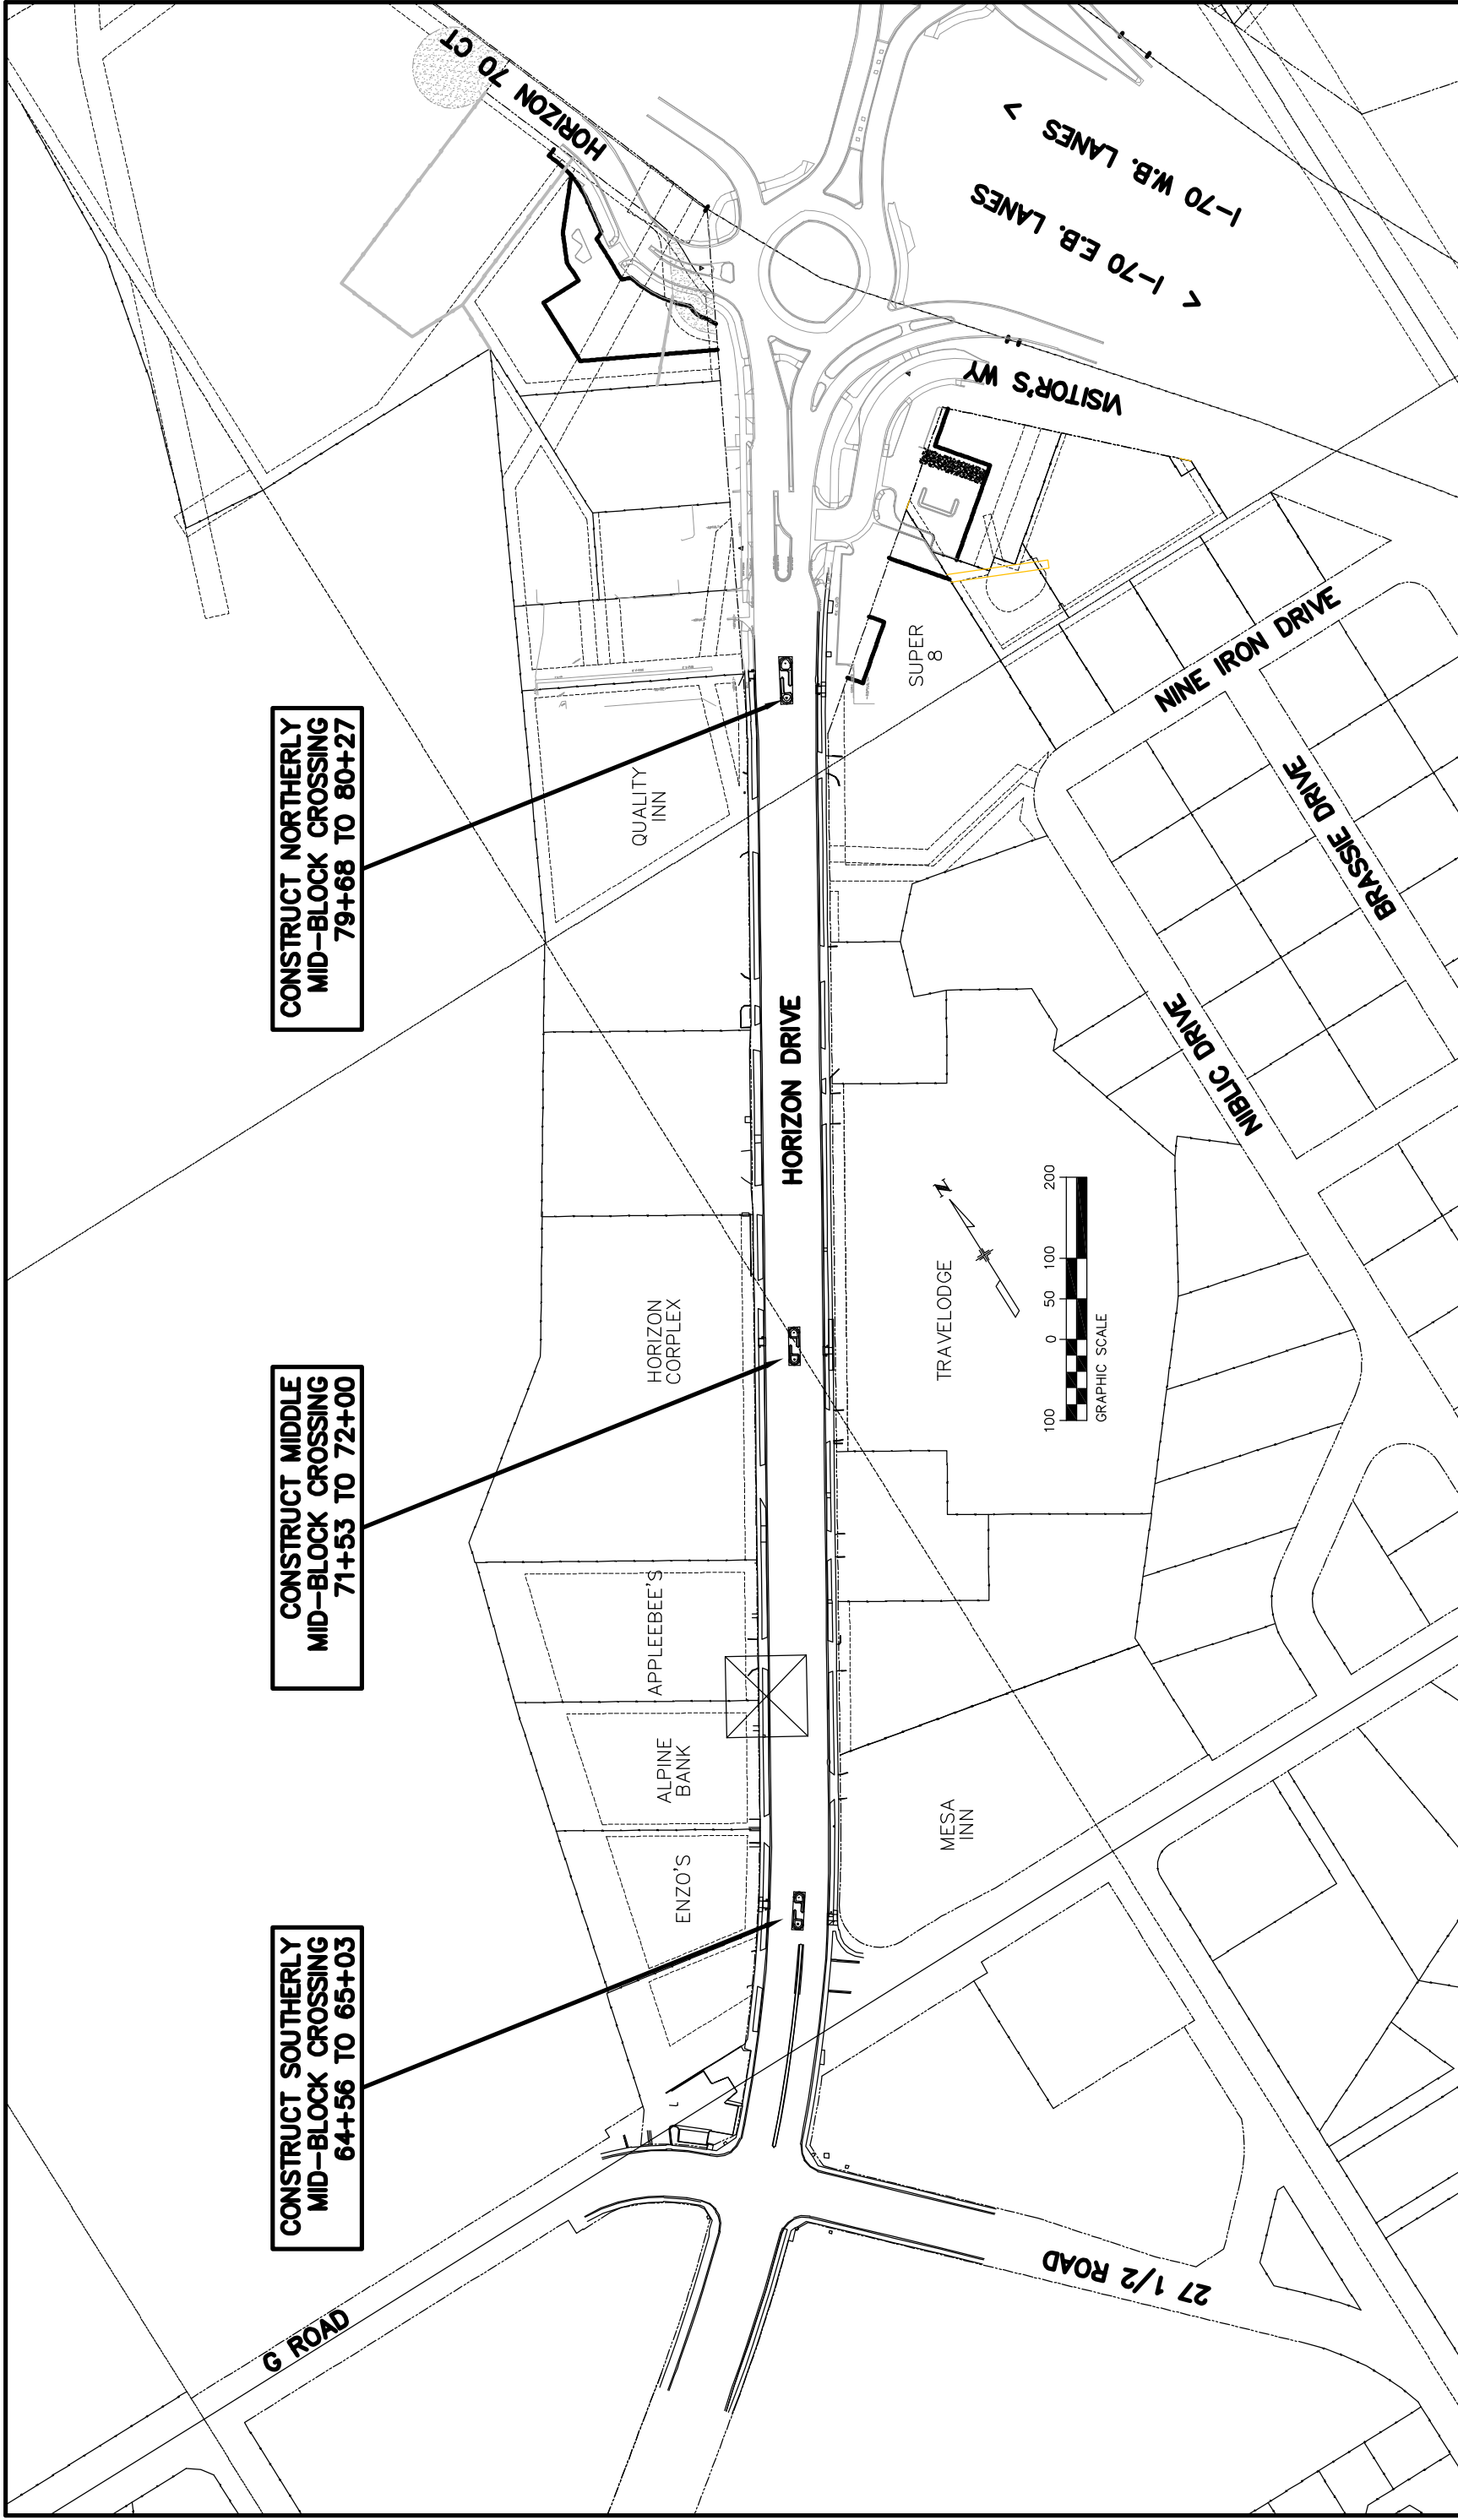 CONSTRUCT SOUTHERLY
MID-BLOCK CROSSING
64+56 TO 65+03
CONSTRUCT MIDDLE
MID-BLOCK CROSSING
71+53 TO 72+00
CONSTRUCT NORTHERLY
MID-BLOCK CROSSING
79+68 TO 80+27
G ROAD
HORIZON 70 CT
ENZO'S
ALPINE
BANK
APPLEEBEE'S
HORIZON
CORPLEX
QUALITY
INN
HORIZON DRIVE
MESA
INN
TRAVELODGE
SUPER
8
VISITOR'S WY
< I-70 E.B. LANES
I-70 W.B. LANES >
27 1/2 ROAD
NIBLIC DRIVE
NINE IRON DRIVE
BRASSIE DRIVE
N
100 0 50 100 200
GRAPHIC SCALE